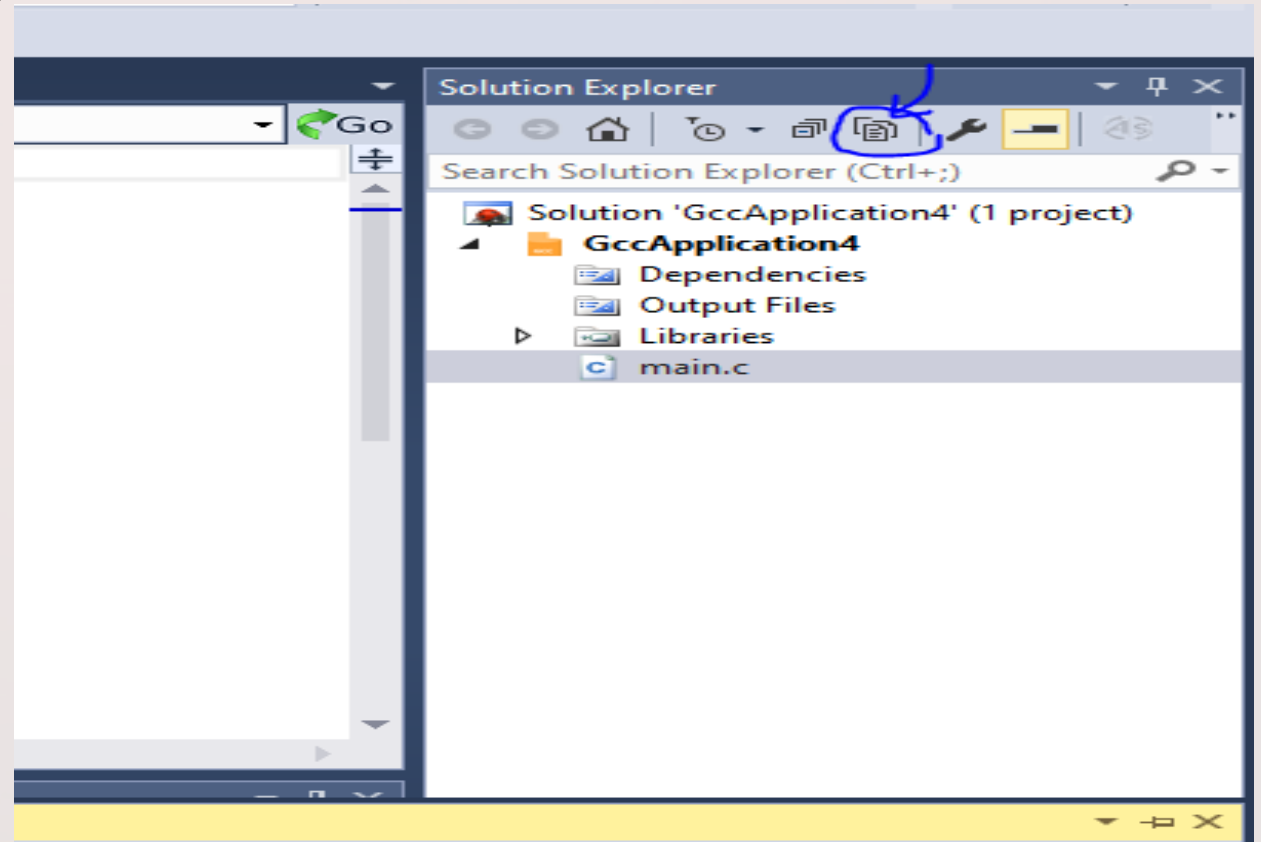 Solution Explorer
Go
Search Solution Explorer (Ctrl+;)
Solution 'GccApplication4' (1 project)
GccApplication4
Dependencies
Output Files
Libraries
main.c